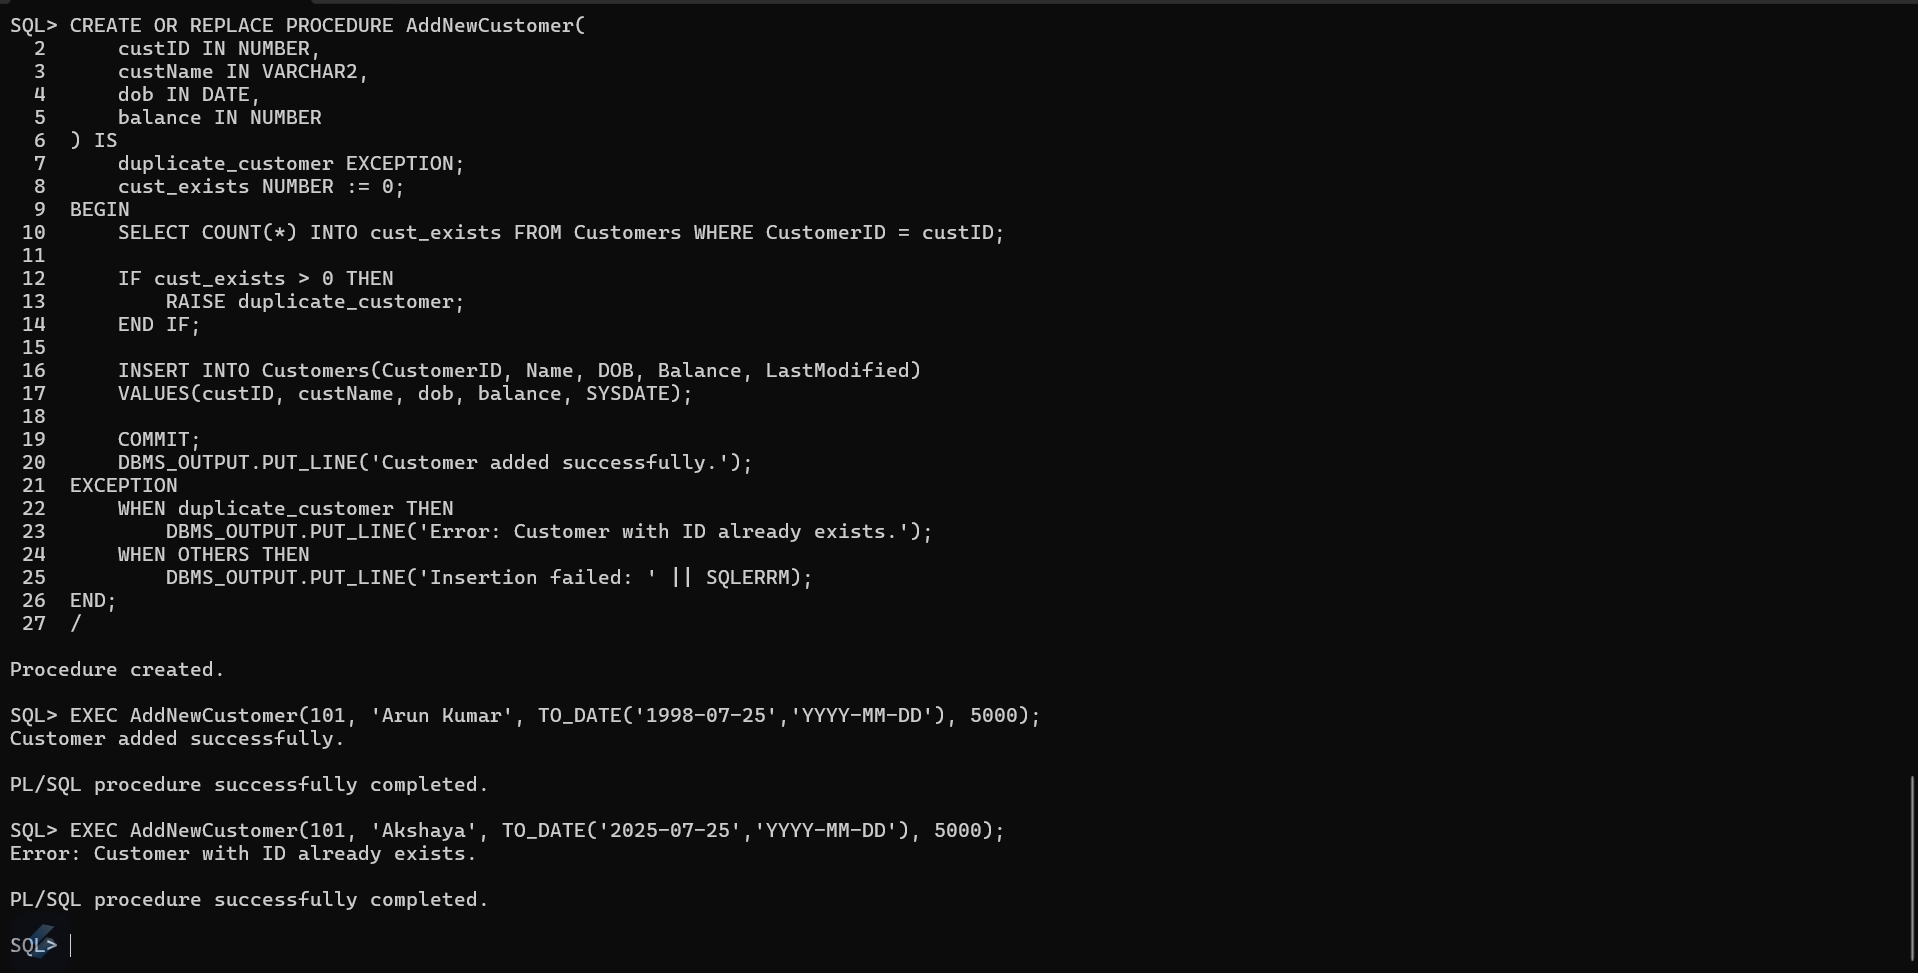 SQL> CREATE OR REPLACE PROCEDURE AddNewCustomer(
  2      custID IN NUMBER,
  3      custName IN VARCHAR2,
  4      dob IN DATE,
  5      balance IN NUMBER
  6  ) IS
  7      duplicate_customer EXCEPTION;
  8      cust_exists NUMBER := 0;
  9  BEGIN
 10      SELECT COUNT(*) INTO cust_exists FROM Customers WHERE CustomerID = custID;
 11
 12      IF cust_exists > 0 THEN
 13          RAISE duplicate_customer;
 14      END IF;
 15
 16      INSERT INTO Customers(CustomerID, Name, DOB, Balance, LastModified)
 17      VALUES(custID, custName, dob, balance, SYSDATE);
 18
 19      COMMIT;
 20      DBMS_OUTPUT.PUT_LINE('Customer added successfully.');
 21  EXCEPTION
 22      WHEN duplicate_customer THEN
 23          DBMS_OUTPUT.PUT_LINE('Error: Customer with ID already exists.');
 24      WHEN OTHERS THEN
 25          DBMS_OUTPUT.PUT_LINE('Insertion failed: ' || SQLERRM);
 26  END;
 27  /

Procedure created.

SQL> EXEC AddNewCustomer(101, 'Arun Kumar', TO_DATE('1998-07-25','YYYY-MM-DD'), 5000);
Customer added successfully.

PL/SQL procedure successfully completed.

SQL> EXEC AddNewCustomer(101, 'Akshaya', TO_DATE('2025-07-25','YYYY-MM-DD'), 5000);
Error: Customer with ID already exists.

PL/SQL procedure successfully completed.

SQL>